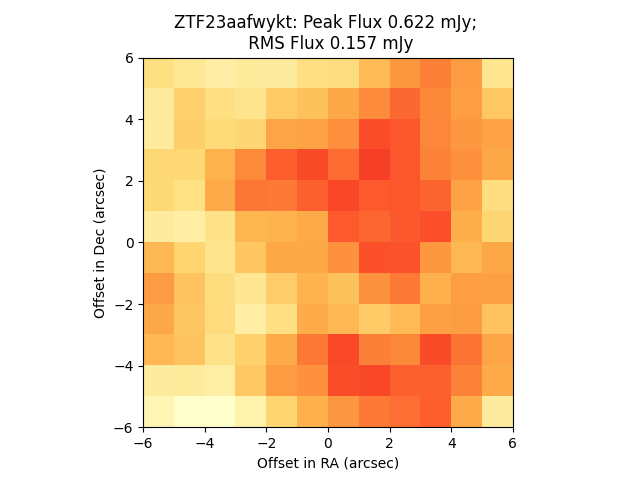 ZTF23aafwykt: Peak Flux 0.622 mJy;
RMS Flux 0.157 mJy
6
4
2
0
−2
−4
−6
Offset in Dec (arcsec)
−6 −4 −2 0 2 4 6
Offset in RA (arcsec)